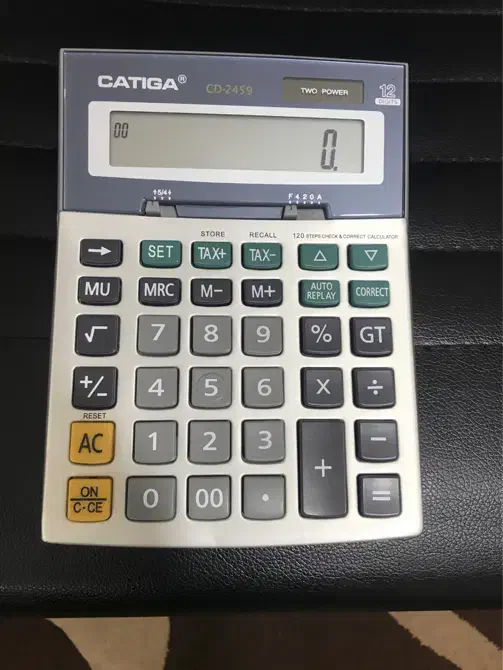 CATIGA® CD-2459 TWO POWER 12 DIGITS
00 0.
F 4 2 0 A
STORE RECALL 120 STEPS CHECK & CORRECT CALCULATOR
→ SET TAX+ TAX- △ ▽
MU MRC M- M+ AUTO REPLAY CORRECT
√ 7 8 9 % GT
+/- 4 5 6 X ÷
RESET
AC 1 2 3 + -
ON C·CE 0 00 . =